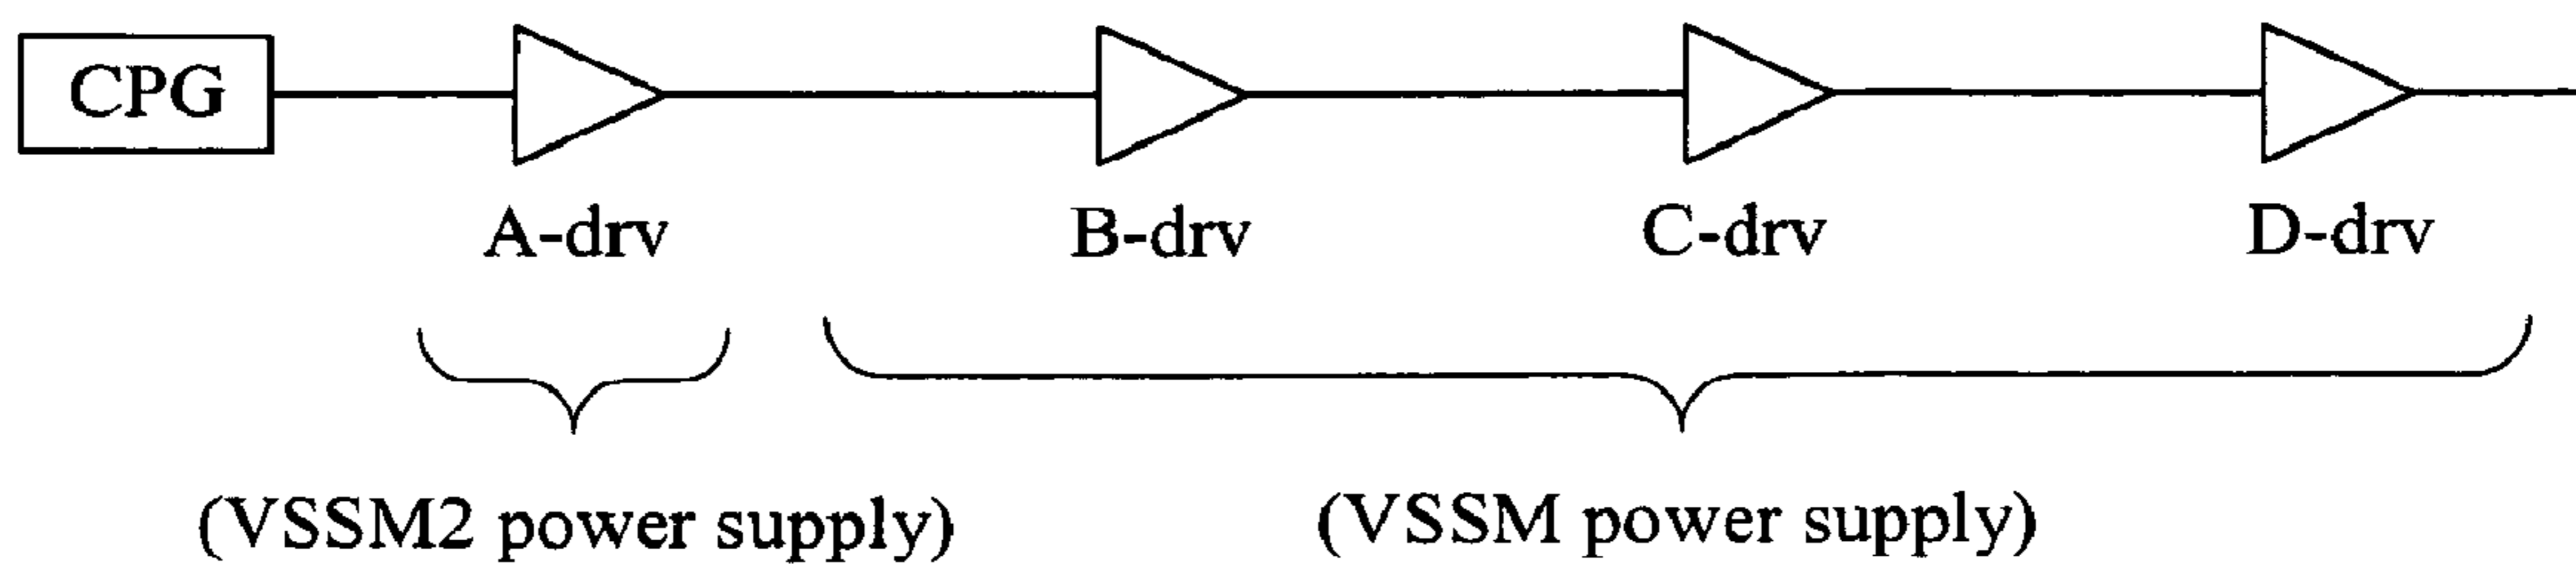 CPG
A-drv B-drv C-drv D-drv
(VSSM2 power supply) (VSSM power supply)